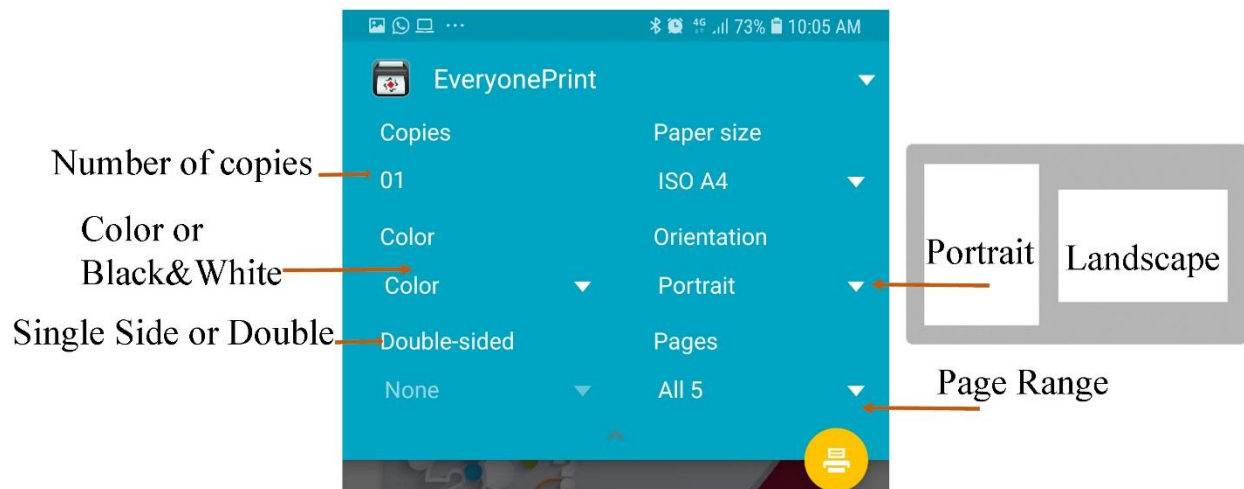 4G 73% 10:05 AM
EveryonePrint
Copies
Paper size
Number of copies
01
ISO A4
Color or
Black&White
Color
Orientation
Color
Portrait
Portrait
Landscape
Single Side or Double
Double-sided
Pages
None
All 5
Page Range